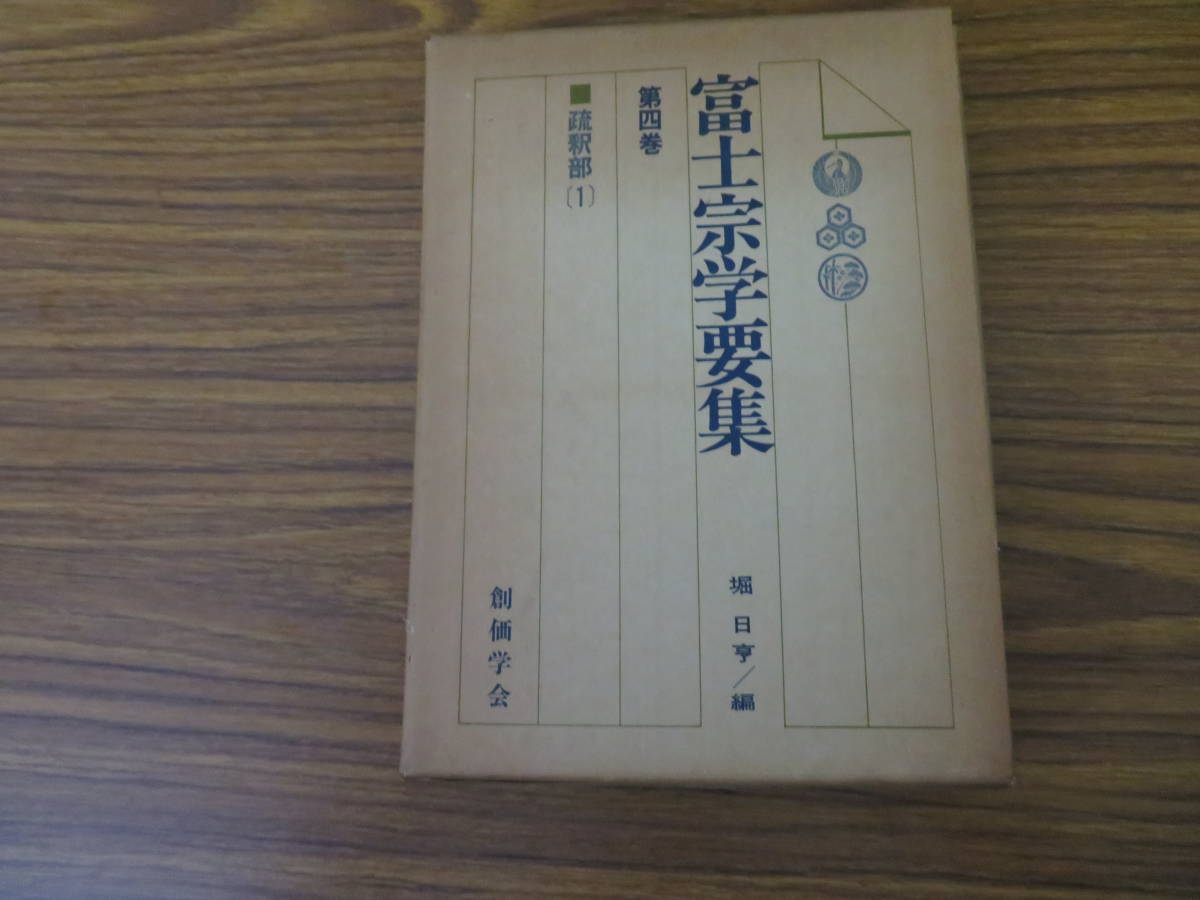 富士宗学要集
堀日亨/編
第四巻
■疏釈部〔1〕
創価学会